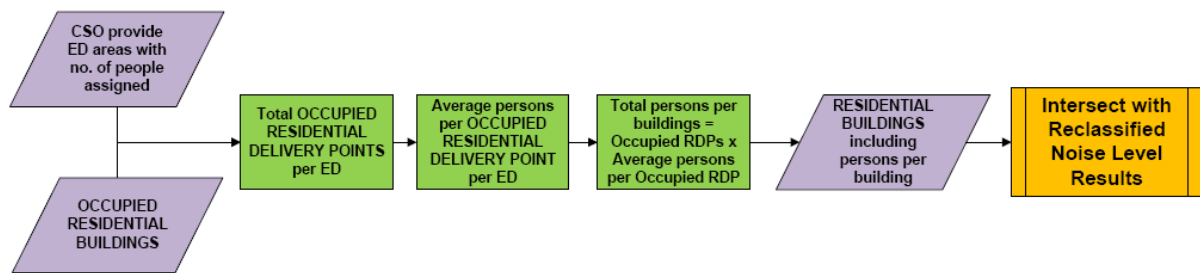 CSO provide
ED areas with
no. of people
assigned
OCCUPIED
RESIDENTIAL
BUILDINGS
Total OCCUPIED
RESIDENTIAL
DELIVERY POINTS
per ED
Average persons
per OCCUPIED
RESIDENTIAL
DELIVERY POINT
per ED
Total persons per
buildings =
Occupied RDPs x
Average persons
per Occupied RDP
RESIDENTIAL
BUILDINGS
including
persons per
building
Intersect with
Reclassified
Noise Level
Results